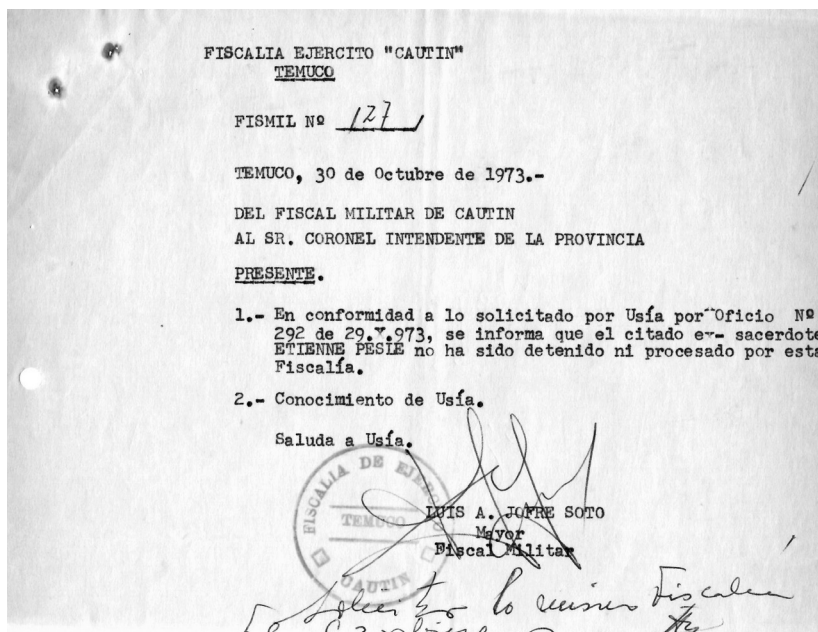 FISCALIA EJERCITO "CAUTIN"
TEMUCO
FISMIL Nº 127
TEMUCO, 30 de Octubre de 1973.-
DEL FISCAL MILITAR DE CAUTIN
AL SR. CORONEL INTENDENTE DE LA PROVINCIA
PRESENTE.
1.- En conformidad a lo solicitado por Usía por Oficio Nº
292 de 29.X.973, se informa que el citado ex- sacerdote
ETIENNE PESLE no ha sido detenido ni procesado por esta
Fiscalía.
2.- Conocimiento de Usía.
Saluda a Usía.
FISCALIA DE EJERCITO
TEMUCO
CAUTIN
LUIS A. JOFRE SOTO
Mayor
Fiscal Militar
lo mismo Fiscalía